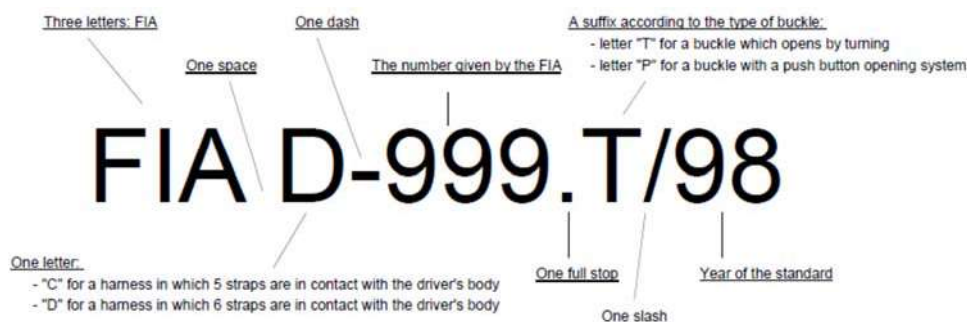 Three letters: FIA
One dash
A suffix according to the type of buckle:
- letter "T" for a buckle which opens by turning
- letter "P" for a buckle with a push button opening system
One space
The number given by the FIA
FIA D-999.T/98
One letter:
- "C" for a harness in which 5 straps are in contact with the driver's body
- "D" for a harness in which 6 straps are in contact with the driver's body
One full stop
Year of the standard
One slash